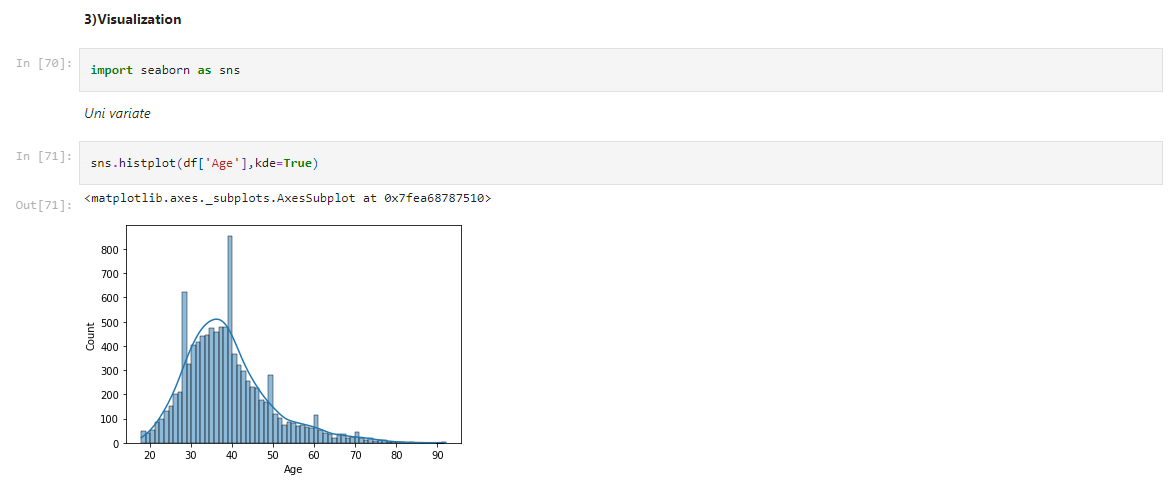 3)Visualization
In [70]:
import seaborn as sns
Uni variate
In [71]:
sns.histplot(df['Age'],kde=True)
Out[71]:
<matplotlib.axes._subplots.AxesSubplot at 0x7fea68787510>
800
700
600
500
400
300
200
100
0
Count
20 30 40 50 60 70 80 90
Age